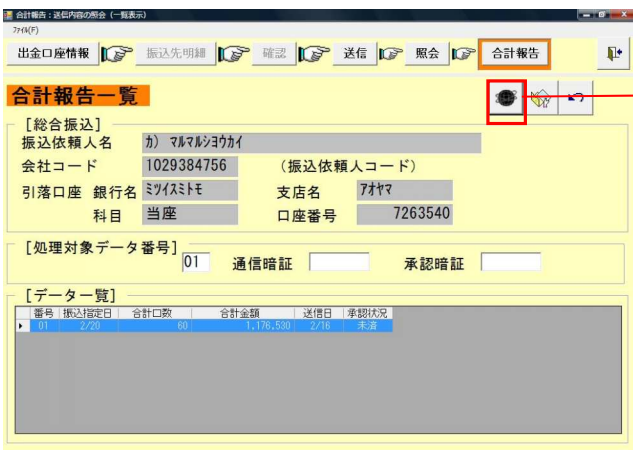 合計報告：送信内容の照会（一覧表示）
ﾌｧｲﾙ(F)
出金口座情報 振込先明細 確認 送信 照会 合計報告
合計報告一覧
[総合振込]
振込依頼人名 カ）マルマルシヨウカイ
会社コード 1029384756 （振込依頼人コード）
引落口座 銀行名 ミツイスミトモ 支店名 アオヤマ
科目 当座 口座番号 7263540
[処理対象データ番号]
01 通信暗証 承認暗証
[データ一覧]
番号 振込指定日 合計口数 合計金額 送信日 承認状況
01 2/20 60 1,176,530 2/16 未済